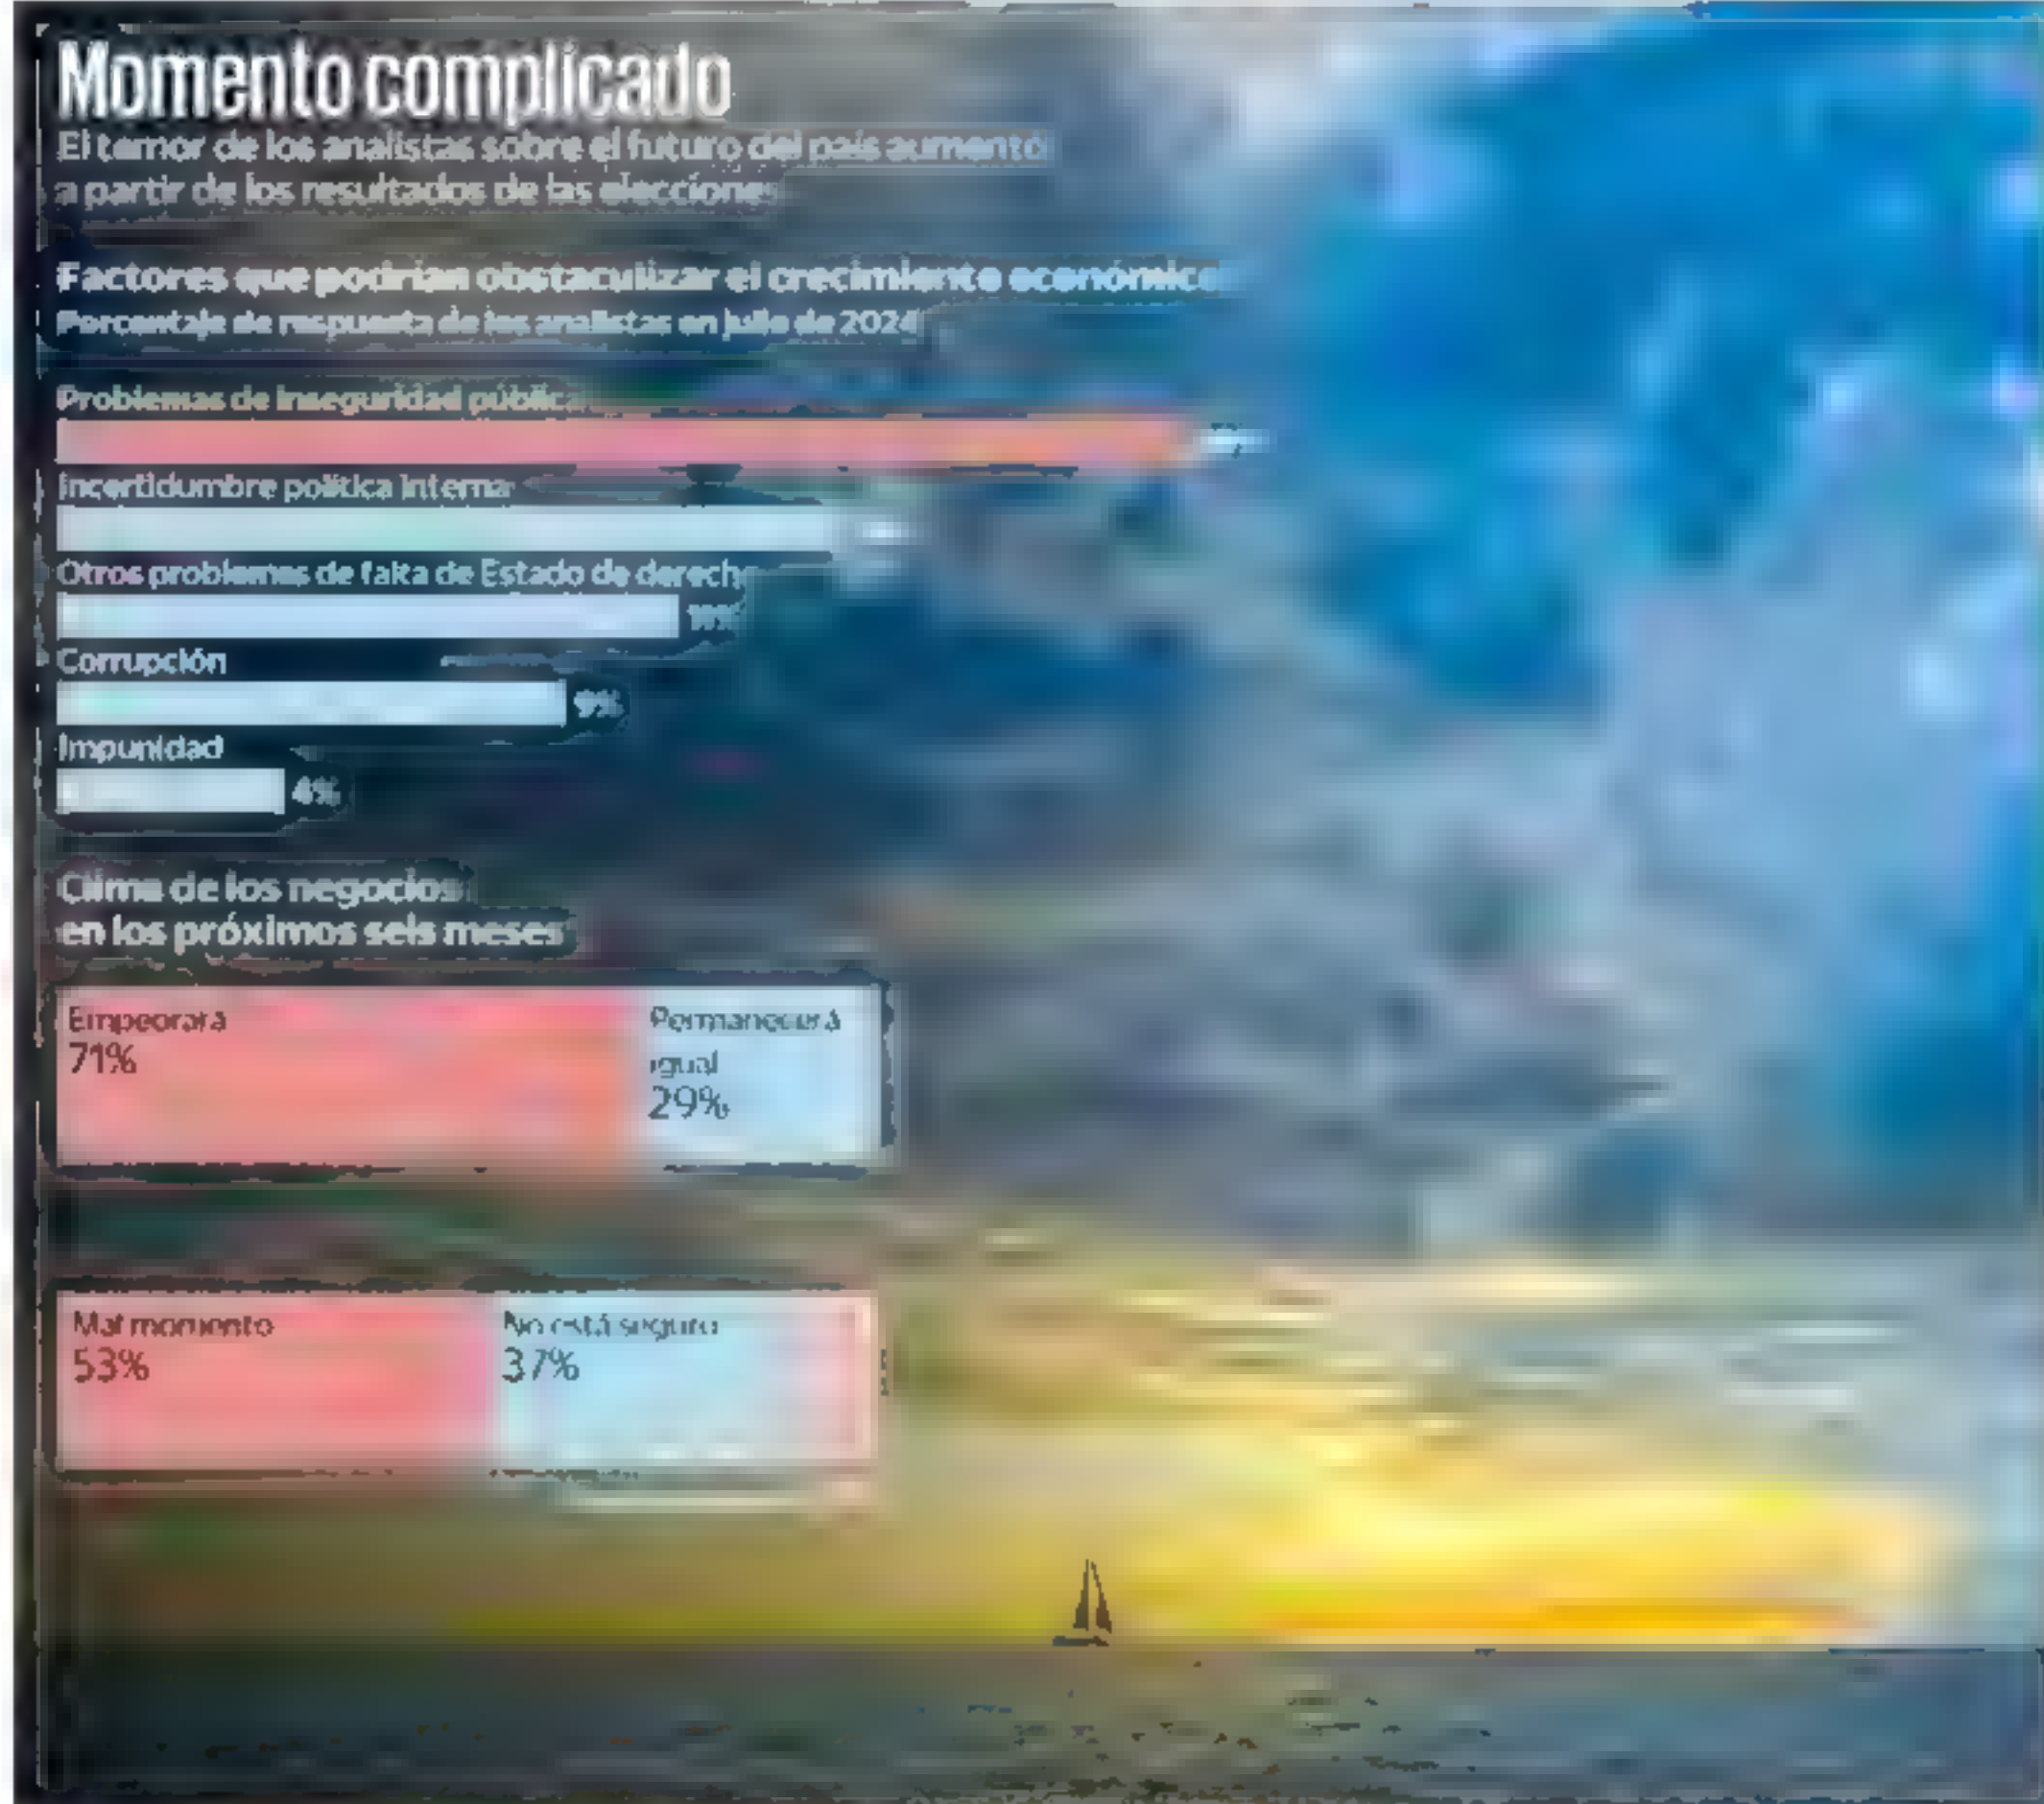 Momento complicado
El temor de los analistas sobre el futuro del país aumentó
a partir de los resultados de las elecciones
Factores que podrían obstaculizar el crecimiento económico
Porcentaje de respuesta de los analistas en julio de 2024
Problemas de inseguridad pública
Incertidumbre política interna
Otros problemas de falta de Estado de derecho
Corrupción
9%
Impunidad
4%
Clima de los negocios
en los próximos seis meses
Empeorará
71%
Permanecerá
igual
29%
Mal momento
53%
No está seguro
37%